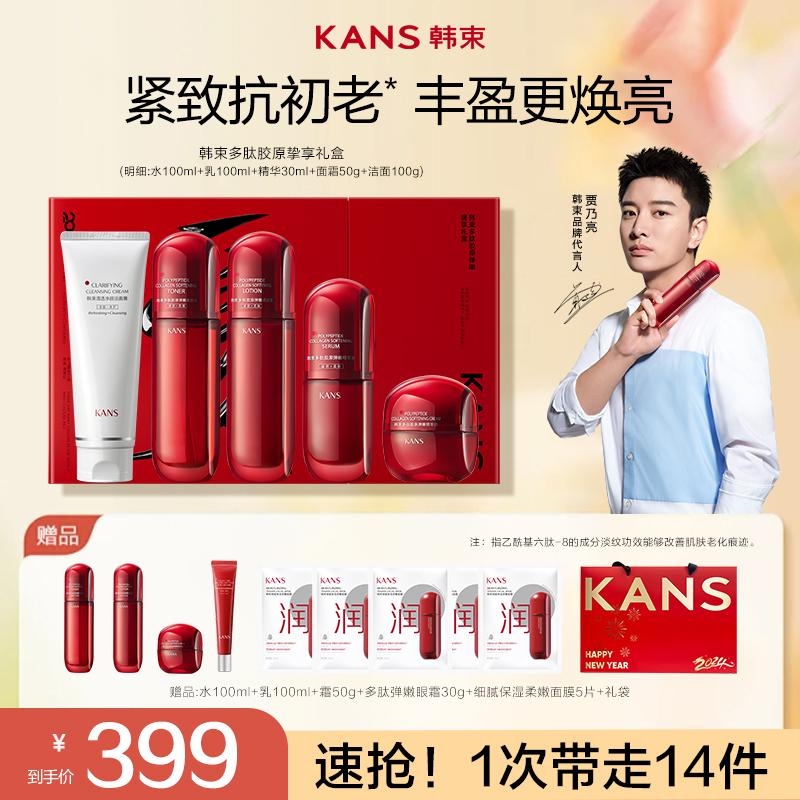 KANS 韩束
紧致抗初老* 丰盈更焕亮
韩束多肽胶原挚享礼盒
(明细:水100ml+乳100ml+精华30ml+面霜50g+洁面100g)
贾乃亮
韩束品牌代言人
CLARIFYING
CLEANSING CREAM
Refreshing+Cleansing
KANS
POLYPEPTIDE
COLLAGEN SOFTENING
TONER
KANS
POLYPEPTIDE
COLLAGEN SOFTENING
LOTION
KANS
POLYPEPTIDE
COLLAGEN SOFTENING
SERUM
KANS
POLYPEPTIDE
COLLAGEN SOFTENING CREAM
KANS
KANS
赠品
注：指乙酰基六肽-8的成分淡纹功效能够改善肌肤老化痕迹。
KANS
KANS
KANS
KANS
KANS
润
润
润
润
KANS
HAPPY
NEW YEAR
2024
赠品:水100ml+乳100ml+霜50g+多肽弹嫩眼霜30g+细腻保湿柔嫩面膜5片+礼袋
¥
到手价
399
速抢！1次带走14件